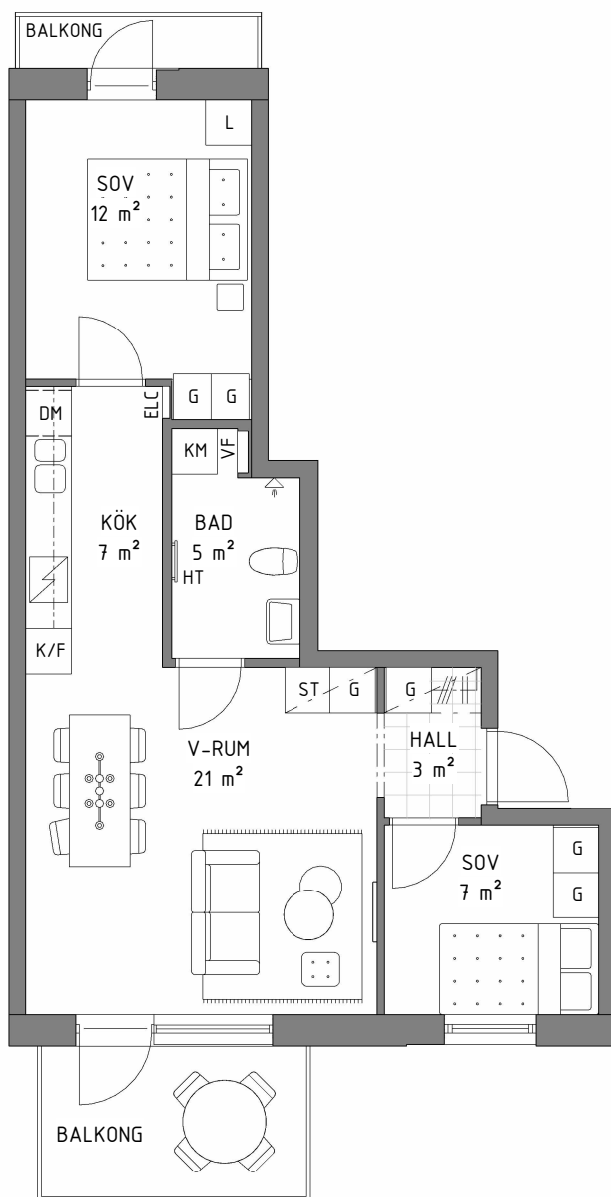 BALKONG
L
SOV
12 m²
G G
DM
ELC
KM
VF
KÖK
7 m²
BAD
5 m²
HT
K/F
ST G
G
V-RUM
21 m²
HALL
3 m²
SOV
7 m²
G
G
BALKONG